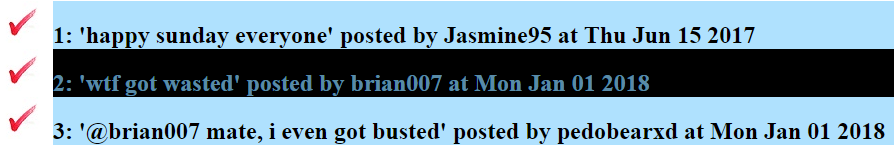 1: 'happy sunday everyone' posted by Jasmine95 at Thu Jun 15 2017
2: 'wtf got wasted' posted by brian007 at Mon Jan 01 2018
3: '@brian007 mate, i even got busted' posted by pedobearxd at Mon Jan 01 2018